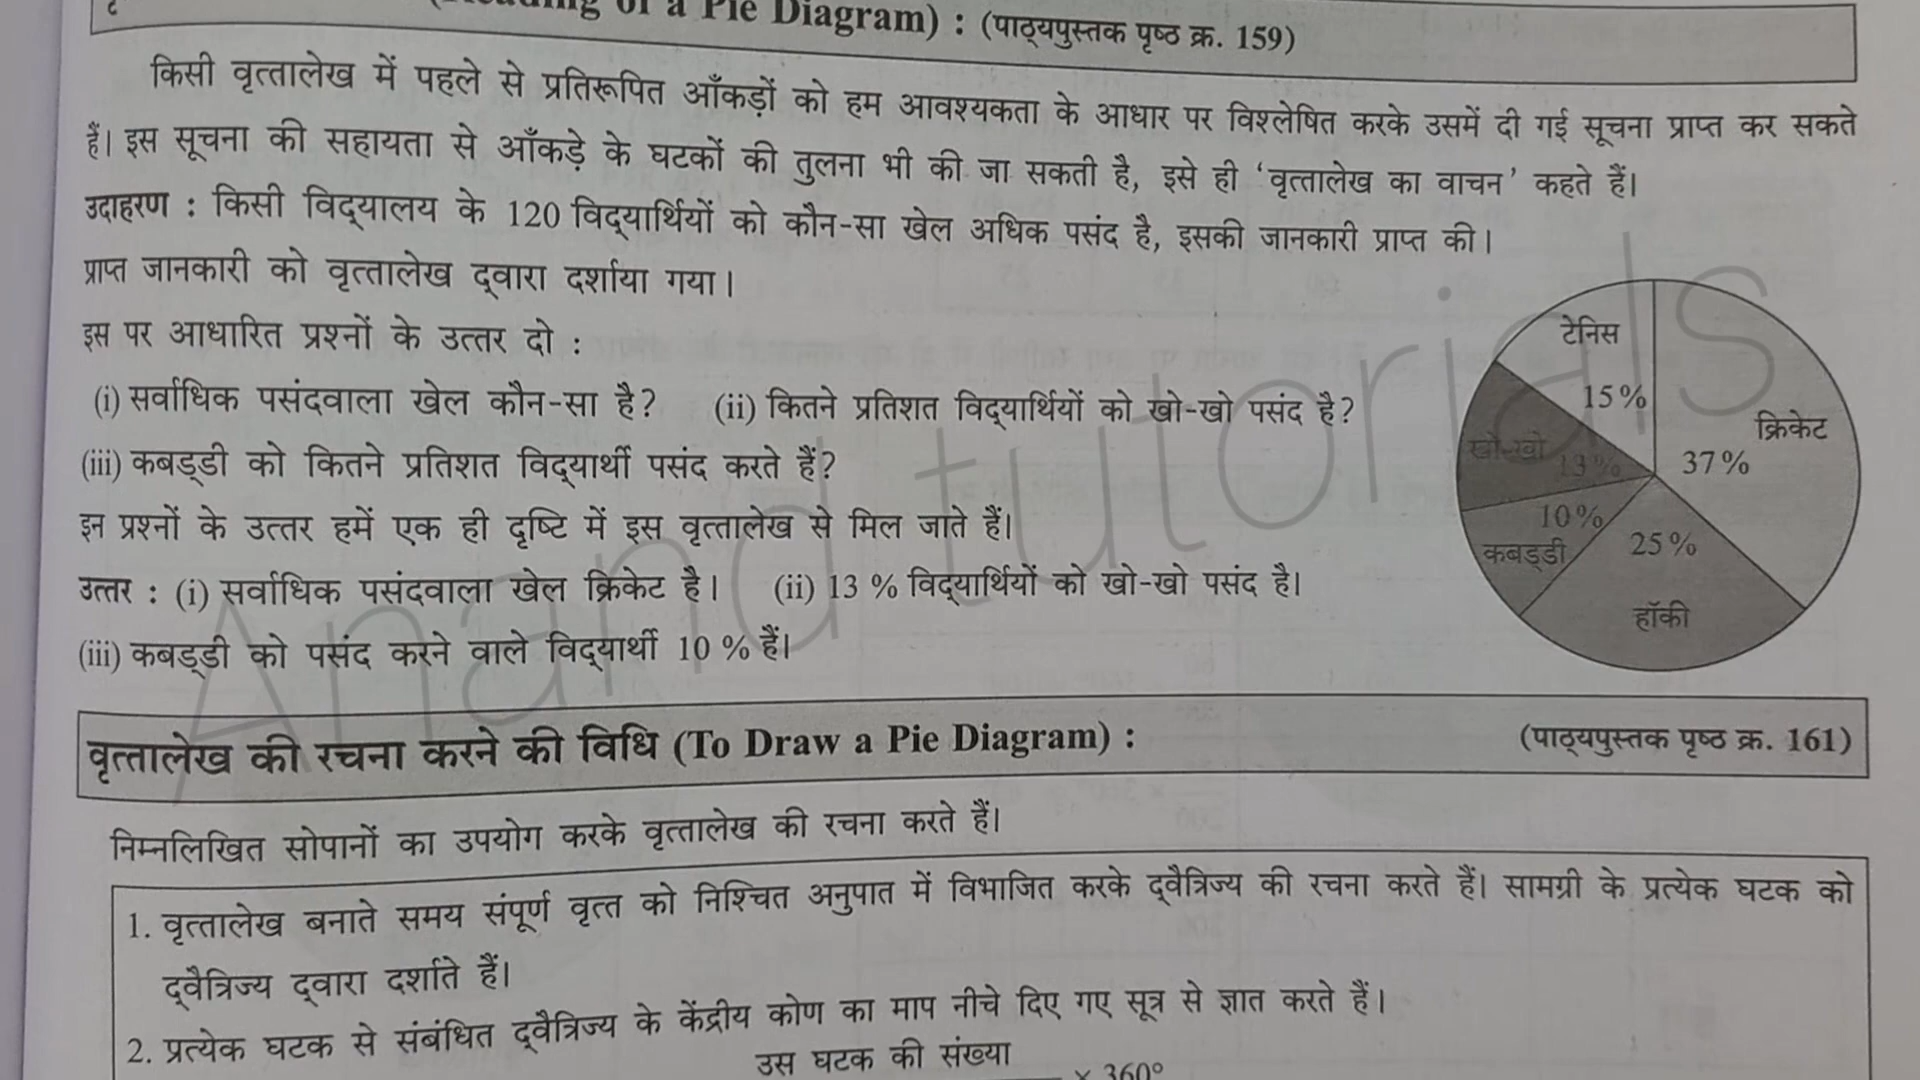 of a Pie Diagram) : (पाठ्यपुस्तक पृष्ठ क्र. 159)
किसी वृत्तालेख में पहले से प्रतिरूपित आँकड़ों को हम आवश्यकता के आधार पर विश्लेषित करके उसमें दी गई सूचना प्राप्त कर सकते
हैं। इस सूचना की सहायता से आँकड़े के घटकों की तुलना भी की जा सकती है, इसे ही ‘वृत्तालेख का वाचन’ कहते हैं।
उदाहरण : किसी विद्यालय के 120 विद्यार्थियों को कौन-सा खेल अधिक पसंद है, इसकी जानकारी प्राप्त की।
प्राप्त जानकारी को वृत्तालेख द्वारा दर्शाया गया।
इस पर आधारित प्रश्नों के उत्तर दो :
(i) सर्वाधिक पसंदवाला खेल कौन-सा है? (ii) कितने प्रतिशत विद्यार्थियों को खो-खो पसंद है?
(iii) कबड्डी को कितने प्रतिशत विद्यार्थी पसंद करते हैं?
इन प्रश्नों के उत्तर हमें एक ही दृष्टि में इस वृत्तालेख से मिल जाते हैं।
उत्तर : (i) सर्वाधिक पसंदवाला खेल क्रिकेट है। (ii) 13 % विद्यार्थियों को खो-खो पसंद है।
(iii) कबड्डी को पसंद करने वाले विद्यार्थी 10 % हैं।
टेनिस
15%
क्रिकेट
37%
खो-खो
13%
10%
कबड्डी
25%
हॉकी
Anand tutorials
वृत्तालेख की रचना करने की विधि (To Draw a Pie Diagram) : (पाठ्यपुस्तक पृष्ठ क्र. 161)
निम्नलिखित सोपानों का उपयोग करके वृत्तालेख की रचना करते हैं।
1. वृत्तालेख बनाते समय संपूर्ण वृत्त को निश्चित अनुपात में विभाजित करके द्वैत्रिज्य की रचना करते हैं। सामग्री के प्रत्येक घटक को
द्वैत्रिज्य द्वारा दर्शाते हैं।
2. प्रत्येक घटक से संबंधित द्वैत्रिज्य के केंद्रीय कोण का माप नीचे दिए गए सूत्र से ज्ञात करते हैं।
उस घटक की संख्या
× 360°